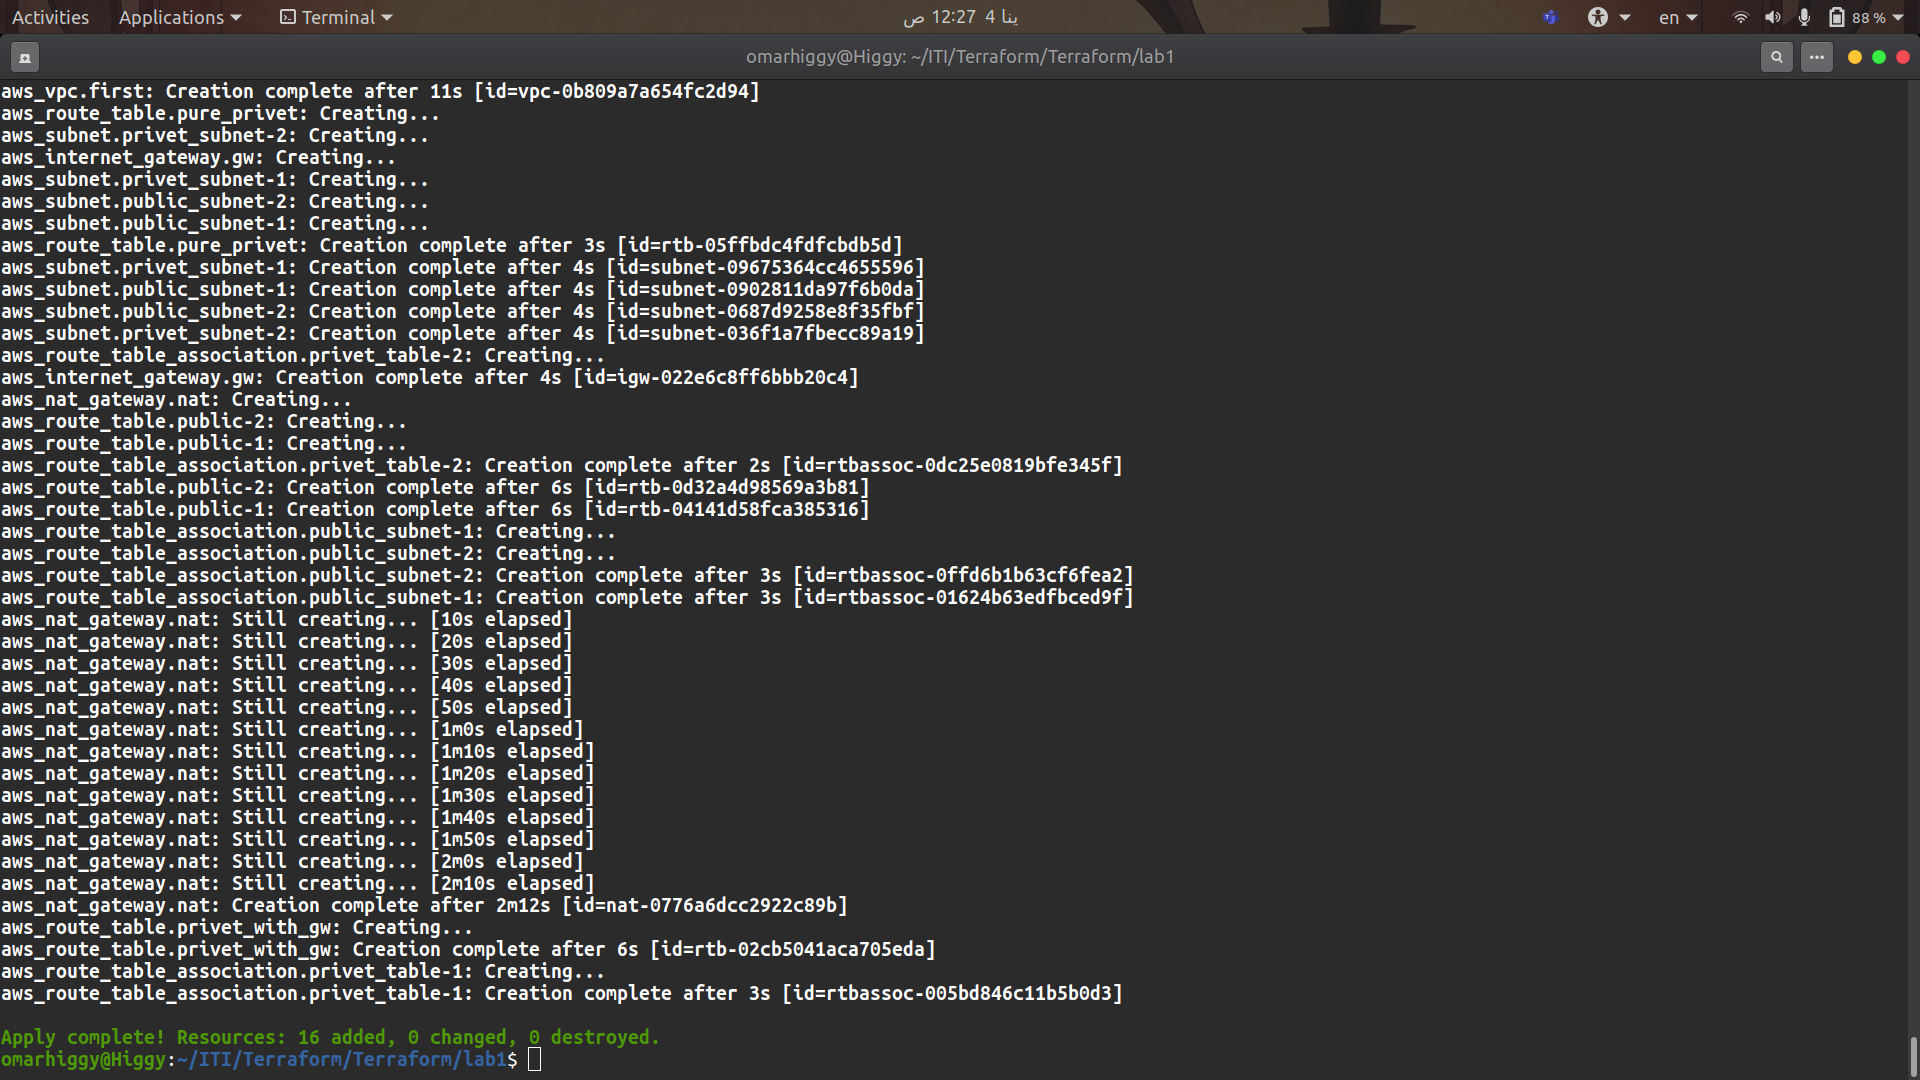 Activities Applications Terminal ينا 4 12:27 ص en 88 %
omarhiggy@Higgy: ~/ITI/Terraform/Terraform/lab1
aws_vpc.first: Creation complete after 11s [id=vpc-0b809a7a654fc2d94]
aws_route_table.pure_privet: Creating...
aws_subnet.privet_subnet-2: Creating...
aws_internet_gateway.gw: Creating...
aws_subnet.privet_subnet-1: Creating...
aws_subnet.public_subnet-2: Creating...
aws_subnet.public_subnet-1: Creating...
aws_route_table.pure_privet: Creation complete after 3s [id=rtb-05ffbdc4fdfcbdb5d]
aws_subnet.privet_subnet-1: Creation complete after 4s [id=subnet-09675364cc4655596]
aws_subnet.public_subnet-1: Creation complete after 4s [id=subnet-0902811da97f6b0da]
aws_subnet.public_subnet-2: Creation complete after 4s [id=subnet-0687d9258e8f35fbf]
aws_subnet.privet_subnet-2: Creation complete after 4s [id=subnet-036f1a7fbecc89a19]
aws_route_table_association.privet_table-2: Creating...
aws_internet_gateway.gw: Creation complete after 4s [id=igw-022e6c8ff6bbb20c4]
aws_nat_gateway.nat: Creating...
aws_route_table.public-2: Creating...
aws_route_table.public-1: Creating...
aws_route_table_association.privet_table-2: Creation complete after 2s [id=rtbassoc-0dc25e0819bfe345f]
aws_route_table.public-2: Creation complete after 6s [id=rtb-0d32a4d98569a3b81]
aws_route_table.public-1: Creation complete after 6s [id=rtb-04141d58fca385316]
aws_route_table_association.public_subnet-1: Creating...
aws_route_table_association.public_subnet-2: Creating...
aws_route_table_association.public_subnet-2: Creation complete after 3s [id=rtbassoc-0ffd6b1b63cf6fea2]
aws_route_table_association.public_subnet-1: Creation complete after 3s [id=rtbassoc-01624b63edfbced9f]
aws_nat_gateway.nat: Still creating... [10s elapsed]
aws_nat_gateway.nat: Still creating... [20s elapsed]
aws_nat_gateway.nat: Still creating... [30s elapsed]
aws_nat_gateway.nat: Still creating... [40s elapsed]
aws_nat_gateway.nat: Still creating... [50s elapsed]
aws_nat_gateway.nat: Still creating... [1m0s elapsed]
aws_nat_gateway.nat: Still creating... [1m10s elapsed]
aws_nat_gateway.nat: Still creating... [1m20s elapsed]
aws_nat_gateway.nat: Still creating... [1m30s elapsed]
aws_nat_gateway.nat: Still creating... [1m40s elapsed]
aws_nat_gateway.nat: Still creating... [1m50s elapsed]
aws_nat_gateway.nat: Still creating... [2m0s elapsed]
aws_nat_gateway.nat: Still creating... [2m10s elapsed]
aws_nat_gateway.nat: Creation complete after 2m12s [id=nat-0776a6dcc2922c89b]
aws_route_table.privet_with_gw: Creating...
aws_route_table.privet_with_gw: Creation complete after 6s [id=rtb-02cb5041aca705eda]
aws_route_table_association.privet_table-1: Creating...
aws_route_table_association.privet_table-1: Creation complete after 3s [id=rtbassoc-005bd846c11b5b0d3]
Apply complete! Resources: 16 added, 0 changed, 0 destroyed.
omarhiggy@Higgy:~/ITI/Terraform/Terraform/lab1$